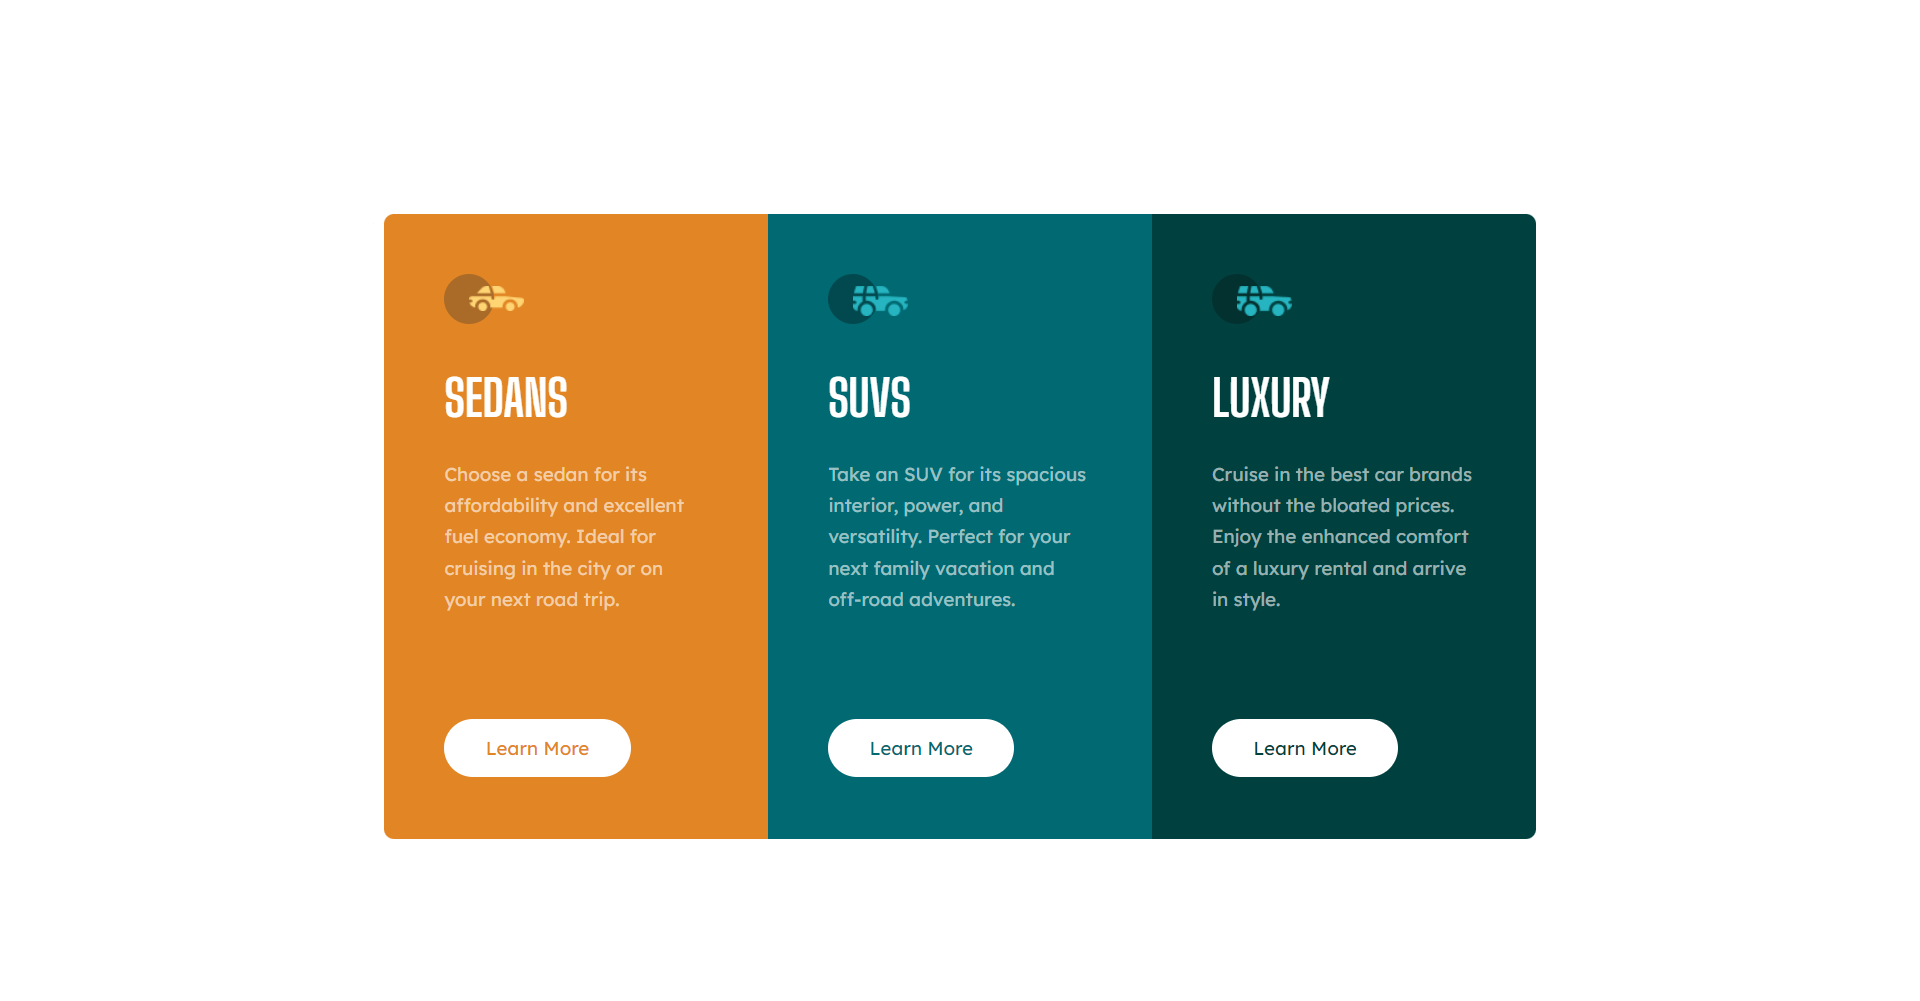 SEDANS
Choose a sedan for its
affordability and excellent
fuel economy. Ideal for
cruising in the city or on
your next road trip.
Learn More
SUVS
Take an SUV for its spacious
interior, power, and
versatility. Perfect for your
next family vacation and
off-road adventures.
Learn More
LUXURY
Cruise in the best car brands
without the bloated prices.
Enjoy the enhanced comfort
of a luxury rental and arrive
in style.
Learn More